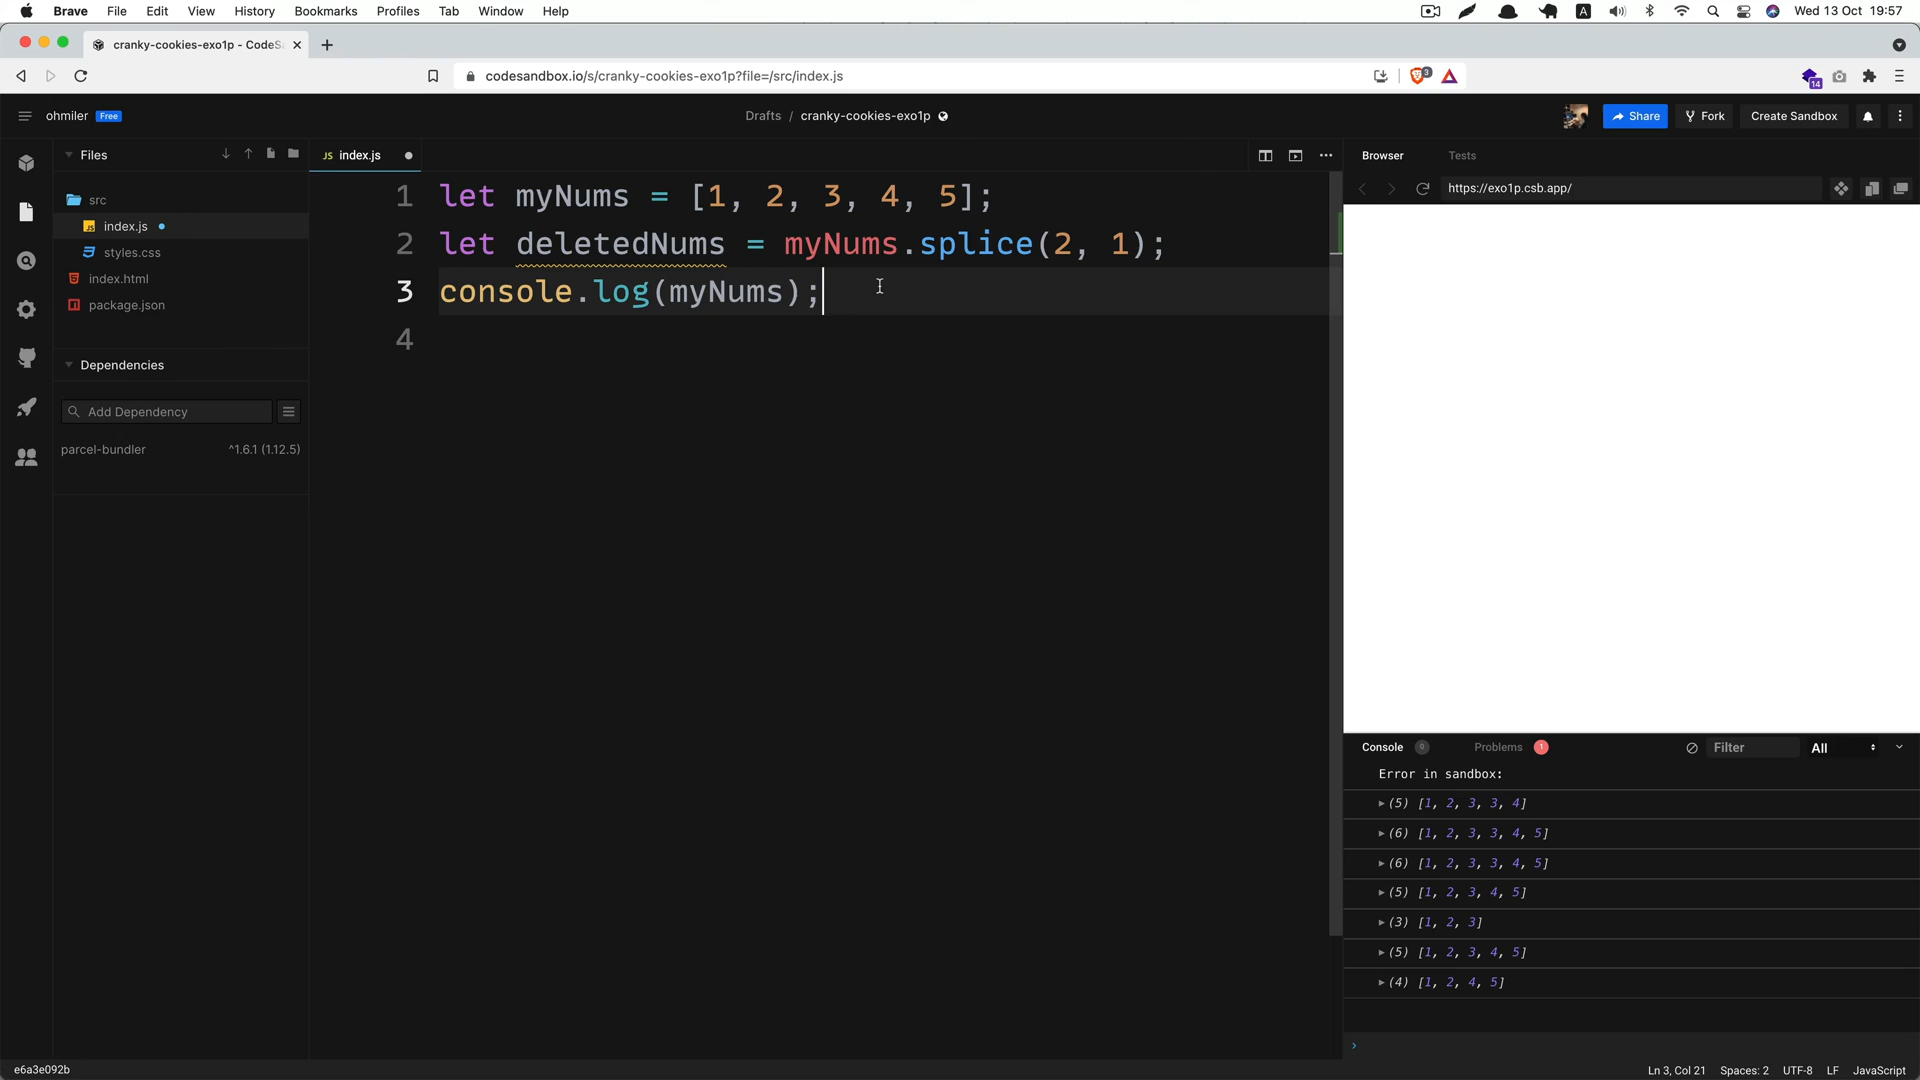 Brave File Edit View History Bookmarks Profiles Tab Window Help
A Wed 13 Oct 19:57
cranky-cookies-exo1p - CodeS
codesandbox.io/s/cranky-cookies-exo1p?file=/src/index.js
3
14
ohmiler Free
Drafts / cranky-cookies-exo1p
Share Fork Create Sandbox
Files
JS index.js
Browser Tests
https://exo1p.csb.app/
src
index.js
styles.css
index.html
package.json
Dependencies
Add Dependency
parcel-bundler ^1.6.1 (1.12.5)
1 let myNums = [1, 2, 3, 4, 5];
2 let deletedNums = myNums.splice(2, 1);
3 console.log(myNums);
4
Console 0 Problems 1 Filter All
Error in sandbox:
(5) [1, 2, 3, 3, 4]
(6) [1, 2, 3, 3, 4, 5]
(6) [1, 2, 3, 3, 4, 5]
(5) [1, 2, 3, 4, 5]
(3) [1, 2, 3]
(5) [1, 2, 3, 4, 5]
(4) [1, 2, 4, 5]
e6a3e092b
Ln 3, Col 21 Spaces: 2 UTF-8 LF JavaScript